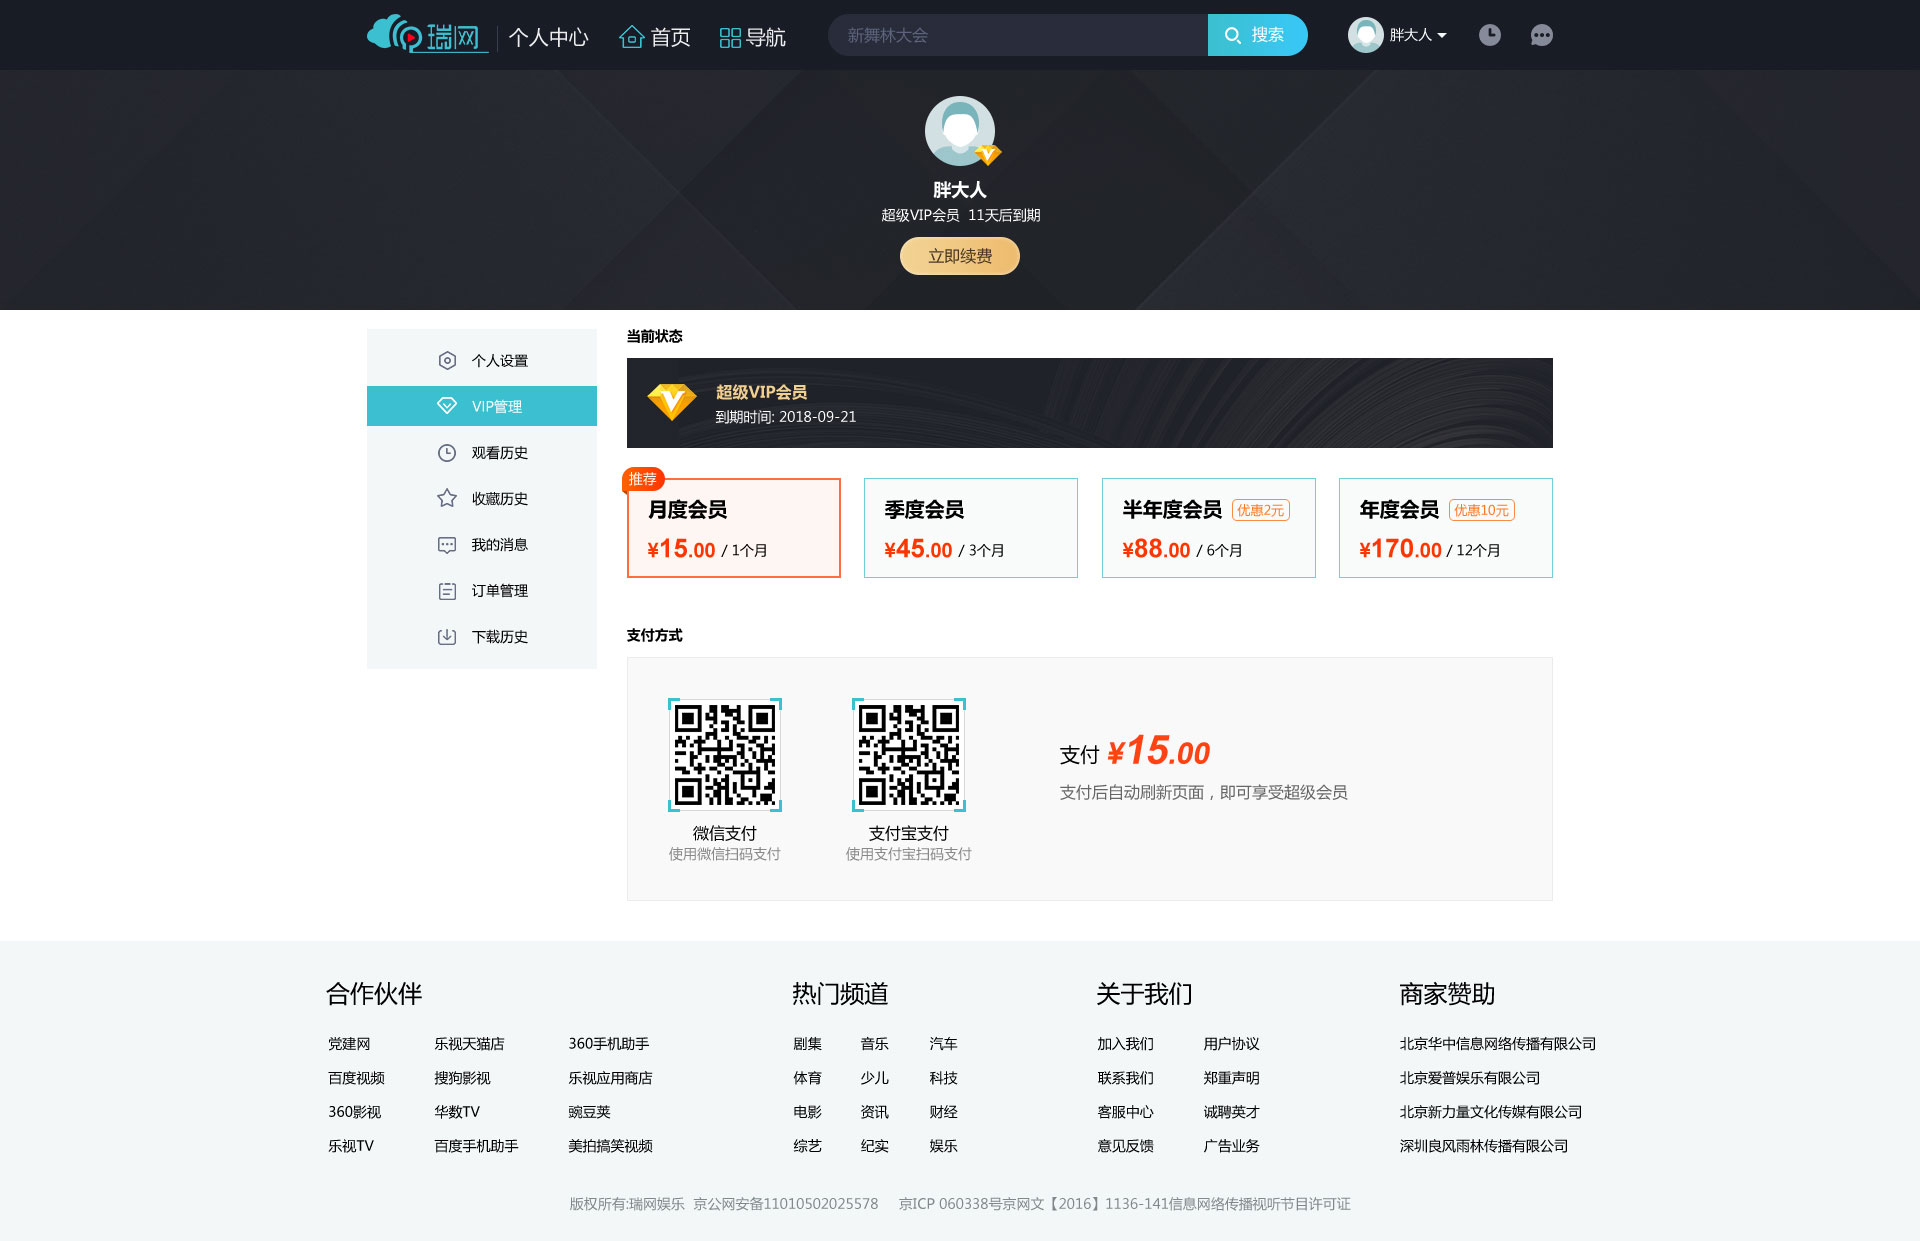 瑞网 个人中心 首页 导航 新舞林大会 搜索 胖大人
胖大人
超级VIP会员 11天后到期
立即续费
个人设置
VIP管理
观看历史
收藏历史
我的消息
订单管理
下载历史
当前状态
超级VIP会员
到期时间: 2018-09-21
推荐
月度会员
¥15.00 / 1个月
季度会员
¥45.00 / 3个月
半年度会员 优惠2元
¥88.00 / 6个月
年度会员 优惠10元
¥170.00 / 12个月
支付方式
微信支付
使用微信扫码支付
支付宝支付
使用支付宝扫码支付
支付 ¥15.00
支付后自动刷新页面，即可享受超级会员
合作伙伴
党建网 乐视天猫店 360手机助手
百度视频 搜狗影视 乐视应用商店
360影视 华数TV 豌豆荚
乐视TV 百度手机助手 美拍搞笑视频
热门频道
剧集 音乐 汽车
体育 少儿 科技
电影 资讯 财经
综艺 纪实 娱乐
关于我们
加入我们 用户协议
联系我们 郑重声明
客服中心 诚聘英才
意见反馈 广告业务
商家赞助
北京华中信息网络传播有限公司
北京爱普娱乐有限公司
北京新力量文化传媒有限公司
深圳良风雨林传播有限公司
版权所有:瑞网娱乐 京公网安备11010502025578 京ICP 060338号京网文【2016】1136-141信息网络传播视听节目许可证